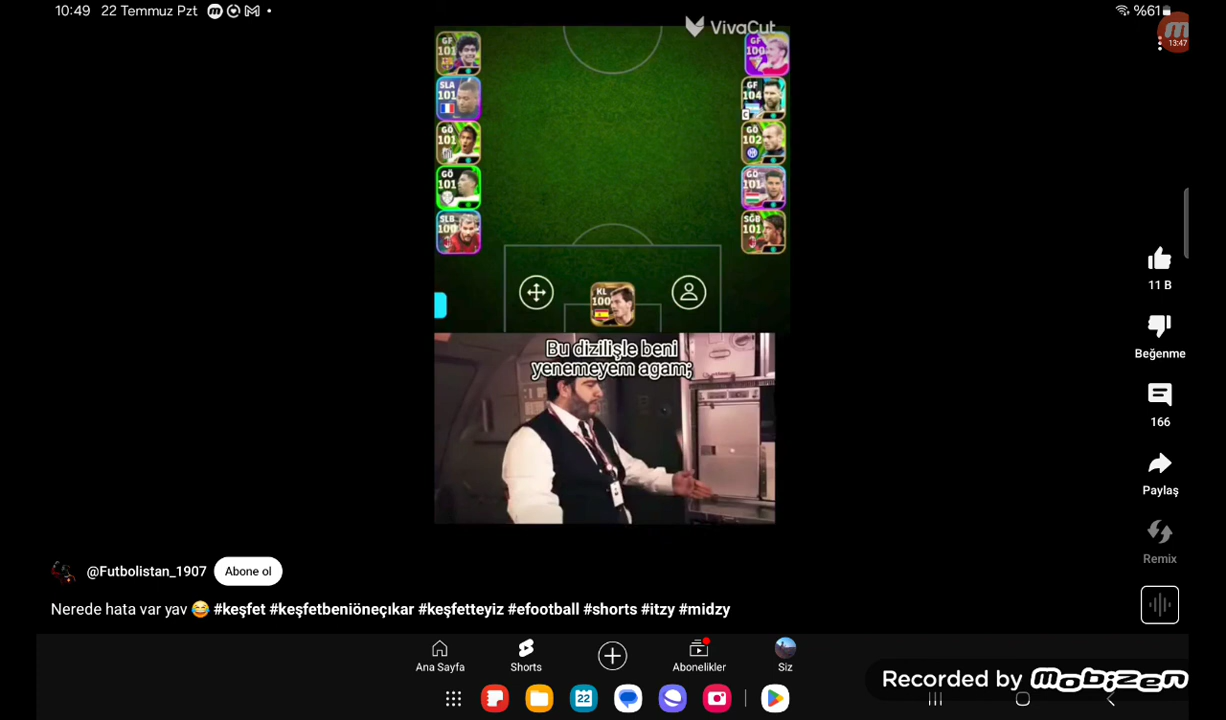 10:49 22 Temmuz Pzt
%61
13:47
VivaCut
GF
101
GF
100
SLA
101
GF
104
C
GÖ
101
GÖ
102
GÖ
101
GÖ
101
SLB
100
SĞB
101
KL
100
Bu dizilişle beni
yenemeyem agam;
11 B
Beğenme
166
Paylaş
Remix
@Futbolistan_1907
Abone ol
Nerede hata var yav 😂 #keşfet #keşfetbeniöneçıkar #keşfetteyiz #efootball #shorts #itzy #midzy
Ana Sayfa
Shorts
Abonelikler
Siz
Recorded by mobizen
22